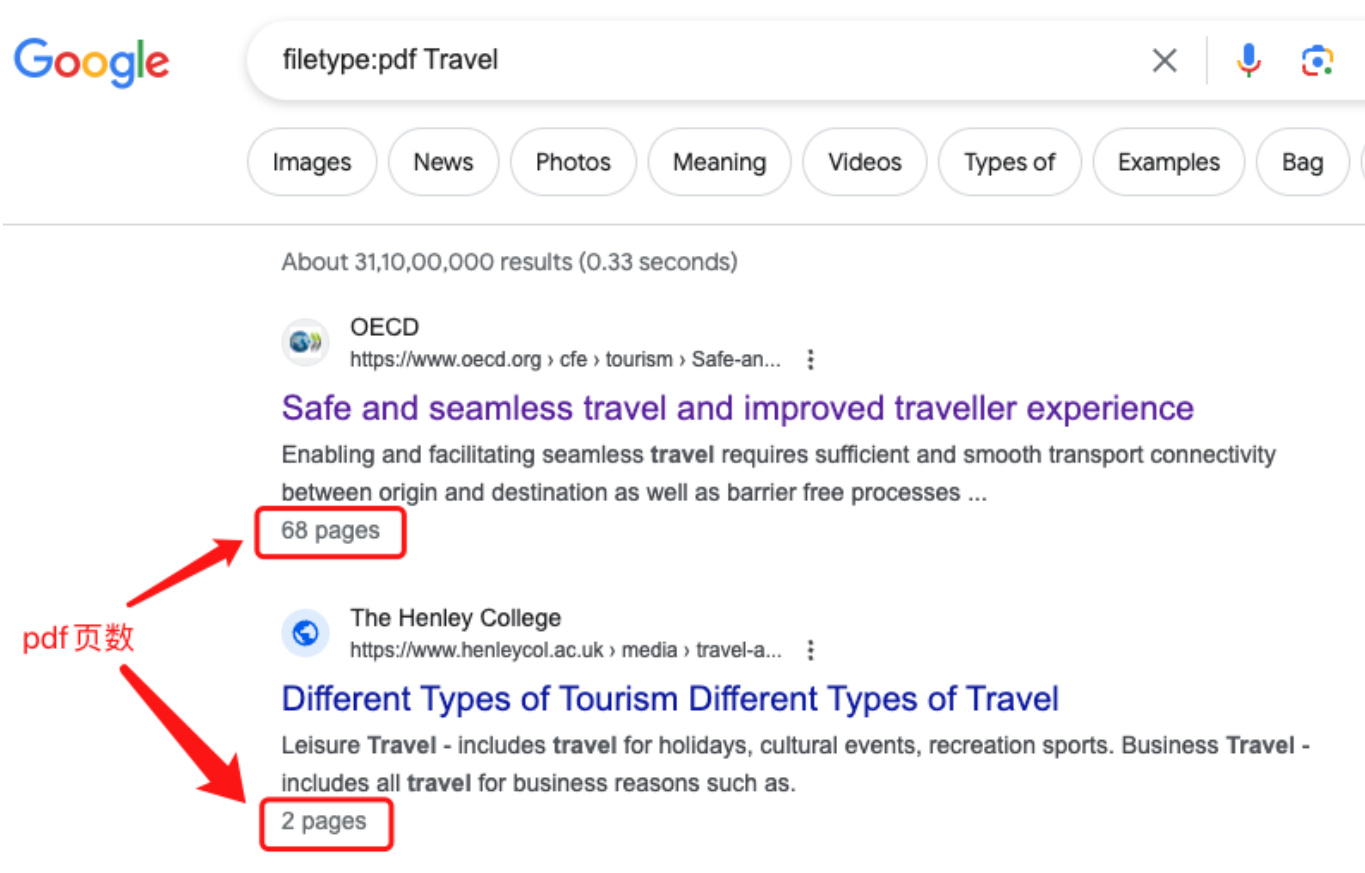 Google
filetype:pdf Travel
Images News Photos Meaning Videos Types of Examples Bag
About 31,10,00,000 results (0.33 seconds)
OECD
https://www.oecd.org › cfe › tourism › Safe-an...
Safe and seamless travel and improved traveller experience
Enabling and facilitating seamless travel requires sufficient and smooth transport connectivity
between origin and destination as well as barrier free processes ...
68 pages
pdf页数
The Henley College
https://www.henleycol.ac.uk › media › travel-a...
Different Types of Tourism Different Types of Travel
Leisure Travel - includes travel for holidays, cultural events, recreation sports. Business Travel -
includes all travel for business reasons such as.
2 pages